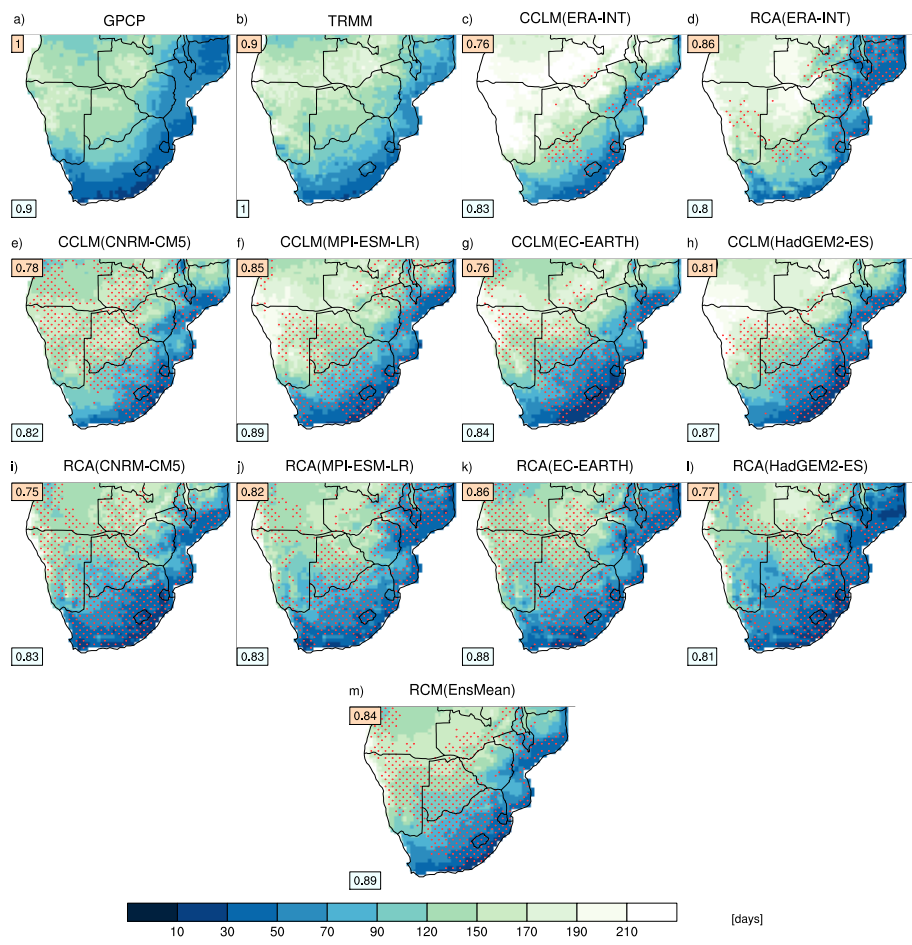 a) GPCP
b) TRMM
c) CCLM(ERA-INT)
d) RCA(ERA-INT)
1
0.9
0.76
0.86
0.9
1
0.83
0.8
e) CCLM(CNRM-CM5)
f) CCLM(MPI-ESM-LR)
g) CCLM(EC-EARTH)
h) CCLM(HadGEM2-ES)
0.78
0.85
0.76
0.81
0.82
0.89
0.84
0.87
i) RCA(CNRM-CM5)
j) RCA(MPI-ESM-LR)
k) RCA(EC-EARTH)
l) RCA(HadGEM2-ES)
0.75
0.82
0.86
0.77
0.83
0.83
0.88
0.81
m) RCM(EnsMean)
0.84
0.89
10 30 50 70 90 120 150 170 190 210 [days]